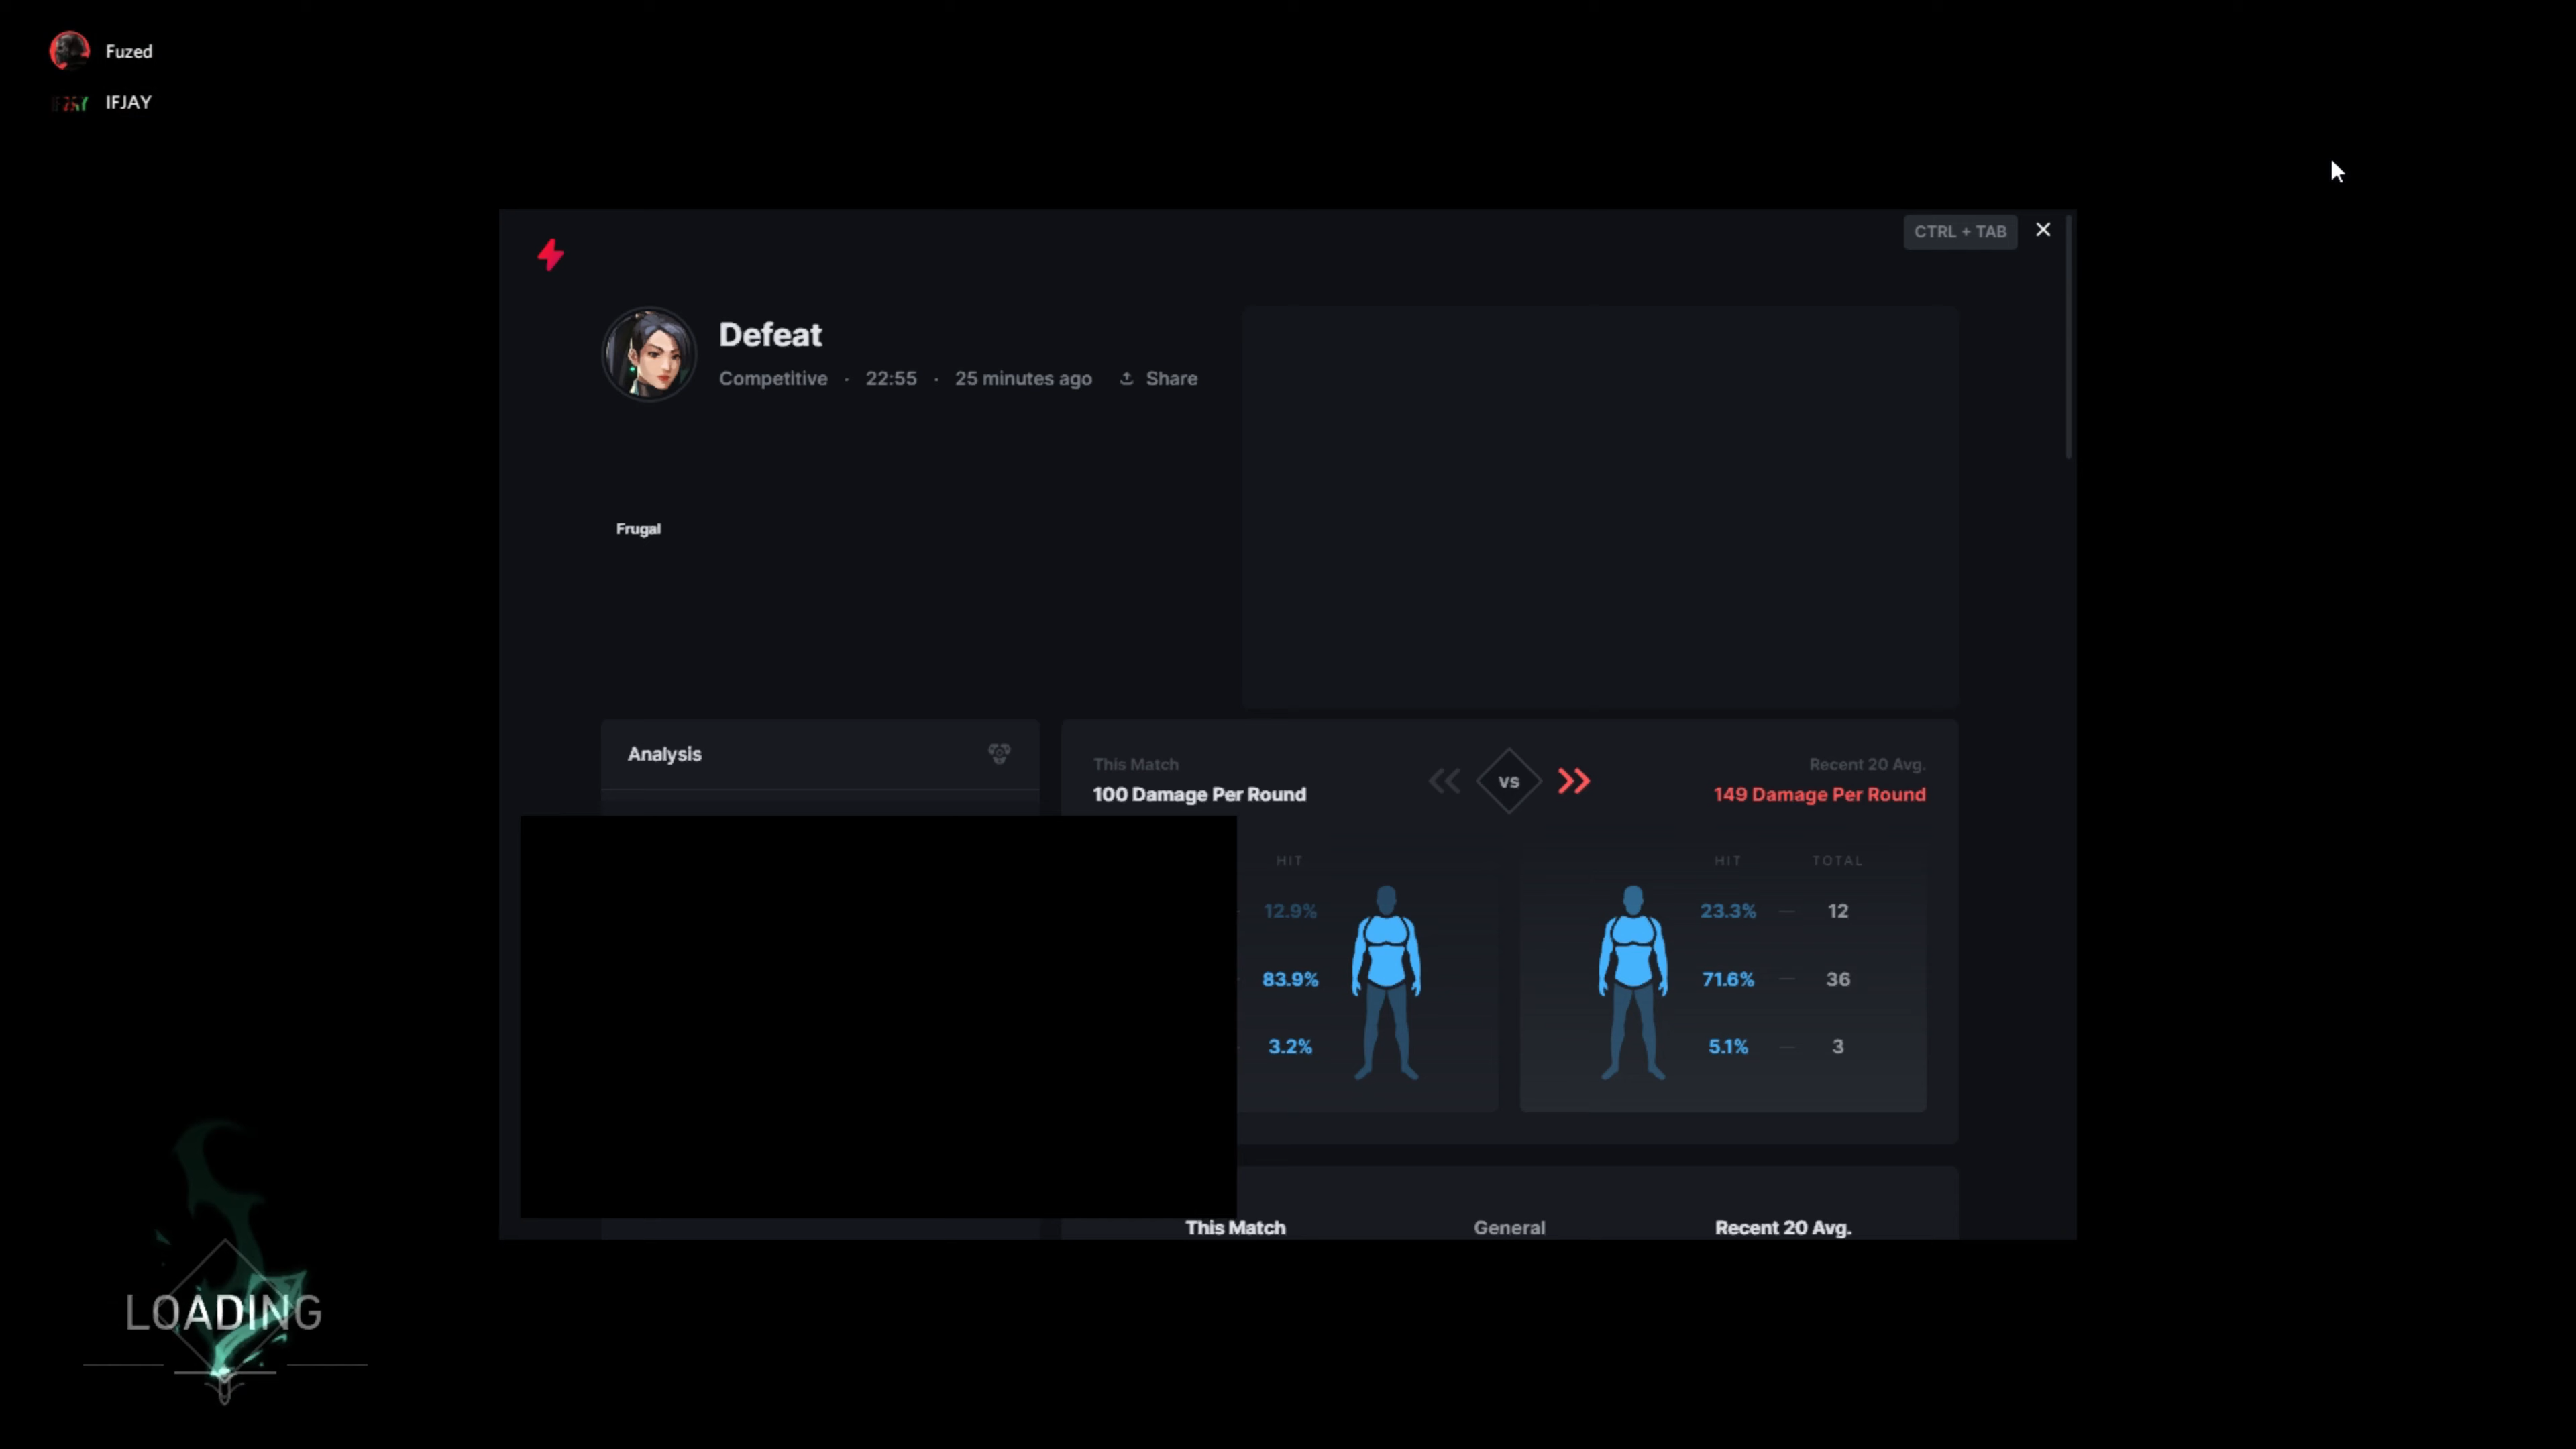 Fuzed
IFJAY
CTRL + TAB
Defeat
Competitive · 22:55 · 25 minutes ago Share
Frugal
Analysis
This Match
100 Damage Per Round
VS
Recent 20 Avg.
149 Damage Per Round
HIT
HIT TOTAL
12.9%
23.3% — 12
83.9%
71.6% — 36
3.2%
5.1% — 3
This Match General Recent 20 Avg.
LOADING